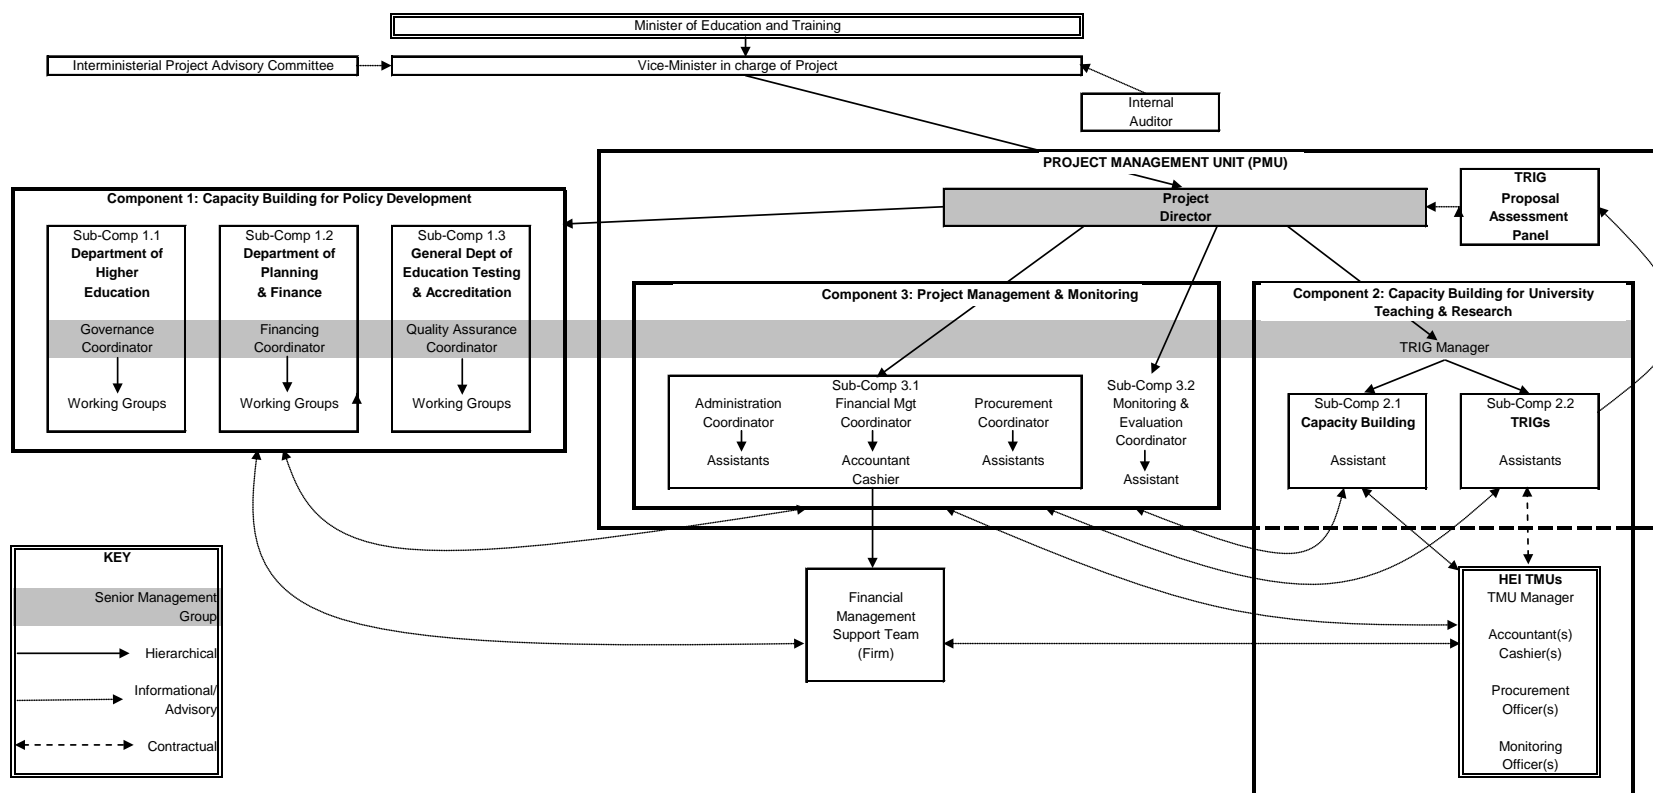 Minister of Education and Training
Interministerial Project Advisory Committee
Vice-Minister in charge of Project
Internal
Auditor
PROJECT MANAGEMENT UNIT (PMU)
TRIG
Proposal
Assessment
Panel
Project
Director
Component 1: Capacity Building for Policy Development
Sub-Comp 1.1
Department of
Higher
Education
Governance
Coordinator
Working Groups
Sub-Comp 1.2
Department of
Planning
& Finance
Financing
Coordinator
Working Groups
Sub-Comp 1.3
General Dept of
Education Testing
& Accreditation
Quality Assurance
Coordinator
Working Groups
Component 3: Project Management & Monitoring
Sub-Comp 3.1
Administration
Coordinator
Assistants
Financial Mgt
Coordinator
Accountant
Cashier
Procurement
Coordinator
Assistants
Sub-Comp 3.2
Monitoring &
Evaluation
Coordinator
Assistant
Component 2: Capacity Building for University
Teaching & Research
TRIG Manager
Sub-Comp 2.1
Capacity Building
Assistant
Sub-Comp 2.2
TRIGs
Assistants
Financial
Management
Support Team
(Firm)
HEI TMUs
TMU Manager
Accountant(s)
Cashier(s)
Procurement
Officer(s)
Monitoring
Officer(s)
KEY
Senior Management
Group
Hierarchical
Informational/
Advisory
Contractual